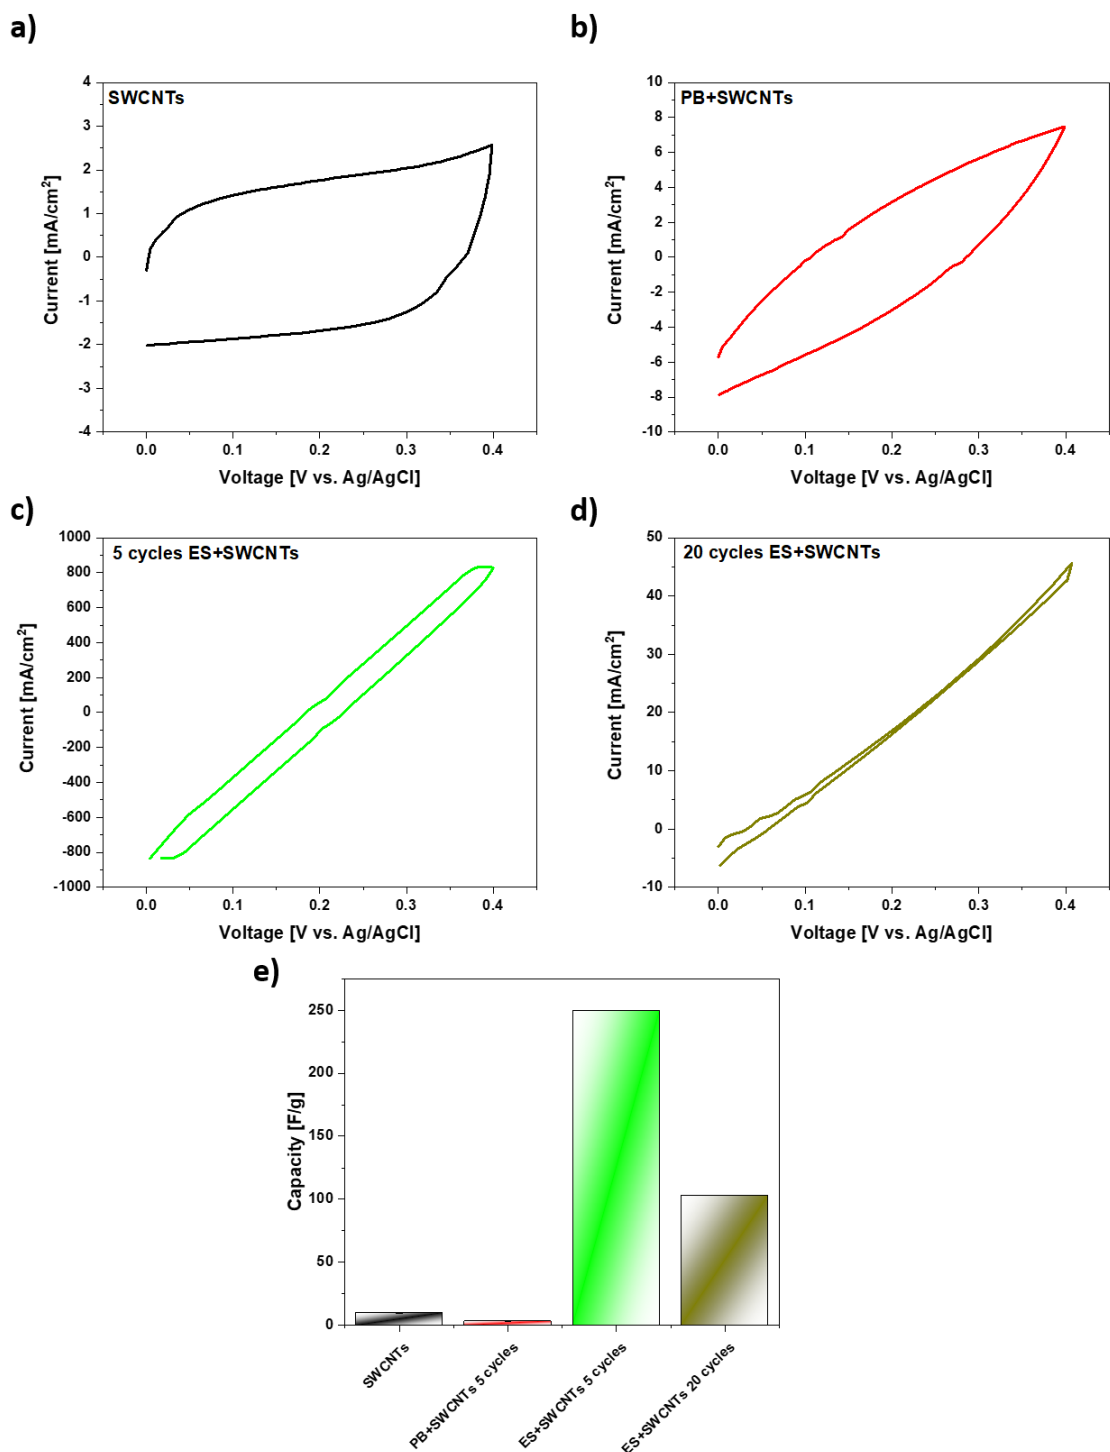 a)
SWCNTs
4
3
2
1
0
-1
-2
-3
-4
Current [mA/cm²]
0.0 0.1 0.2 0.3 0.4
Voltage [V vs. Ag/AgCl]
b)
PB+SWCNTs
10
8
6
4
2
0
-2
-4
-6
-8
-10
Current [mA/cm²]
0.0 0.1 0.2 0.3 0.4
Voltage [V vs. Ag/AgCl]
c)
5 cycles ES+SWCNTs
1000
800
600
400
200
0
-200
-400
-600
-800
-1000
Current [mA/cm²]
0.0 0.1 0.2 0.3 0.4
Voltage [V vs. Ag/AgCl]
d)
20 cycles ES+SWCNTs
50
40
30
20
10
0
-10
Current [mA/cm²]
0.0 0.1 0.2 0.3 0.4
Voltage [V vs. Ag/AgCl]
e)
250
200
150
100
50
0
Capacity [F/g]
SWCNTs
PB+SWCNTs 5 cycles
ES+SWCNTs 5 cycles
ES+SWCNTs 20 cycles